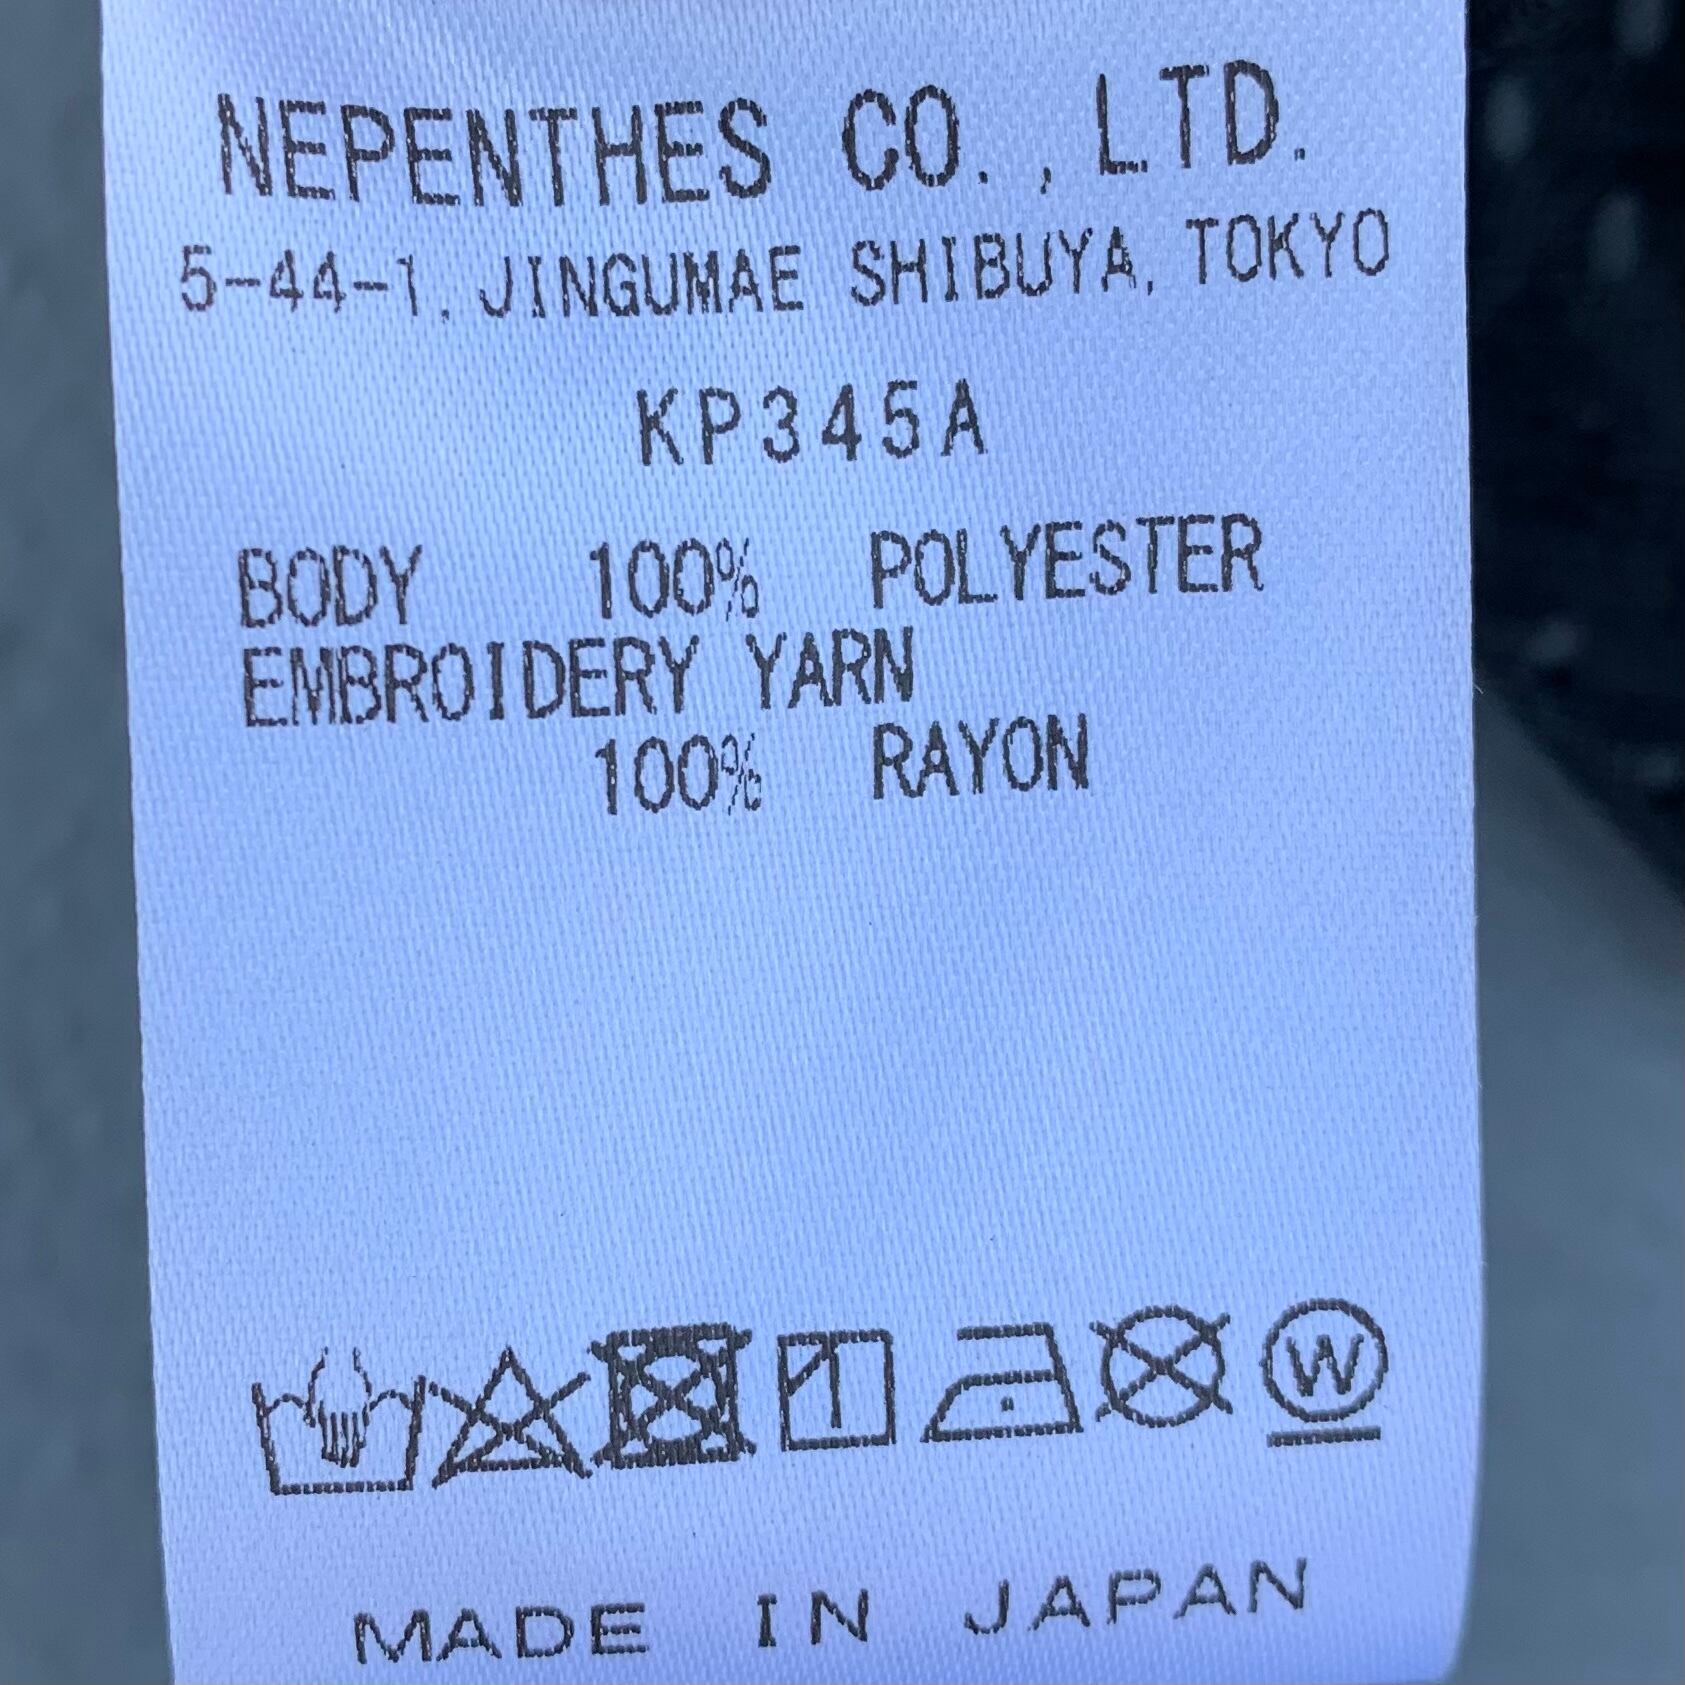 NEPENTHES CO., LTD.
5-44-1, JINGUMAE SHIBUYA, TOKYO
KP345A
BODY 100% POLYESTER
EMBROIDERY YARN
100% RAYON
W
MADE IN JAPAN